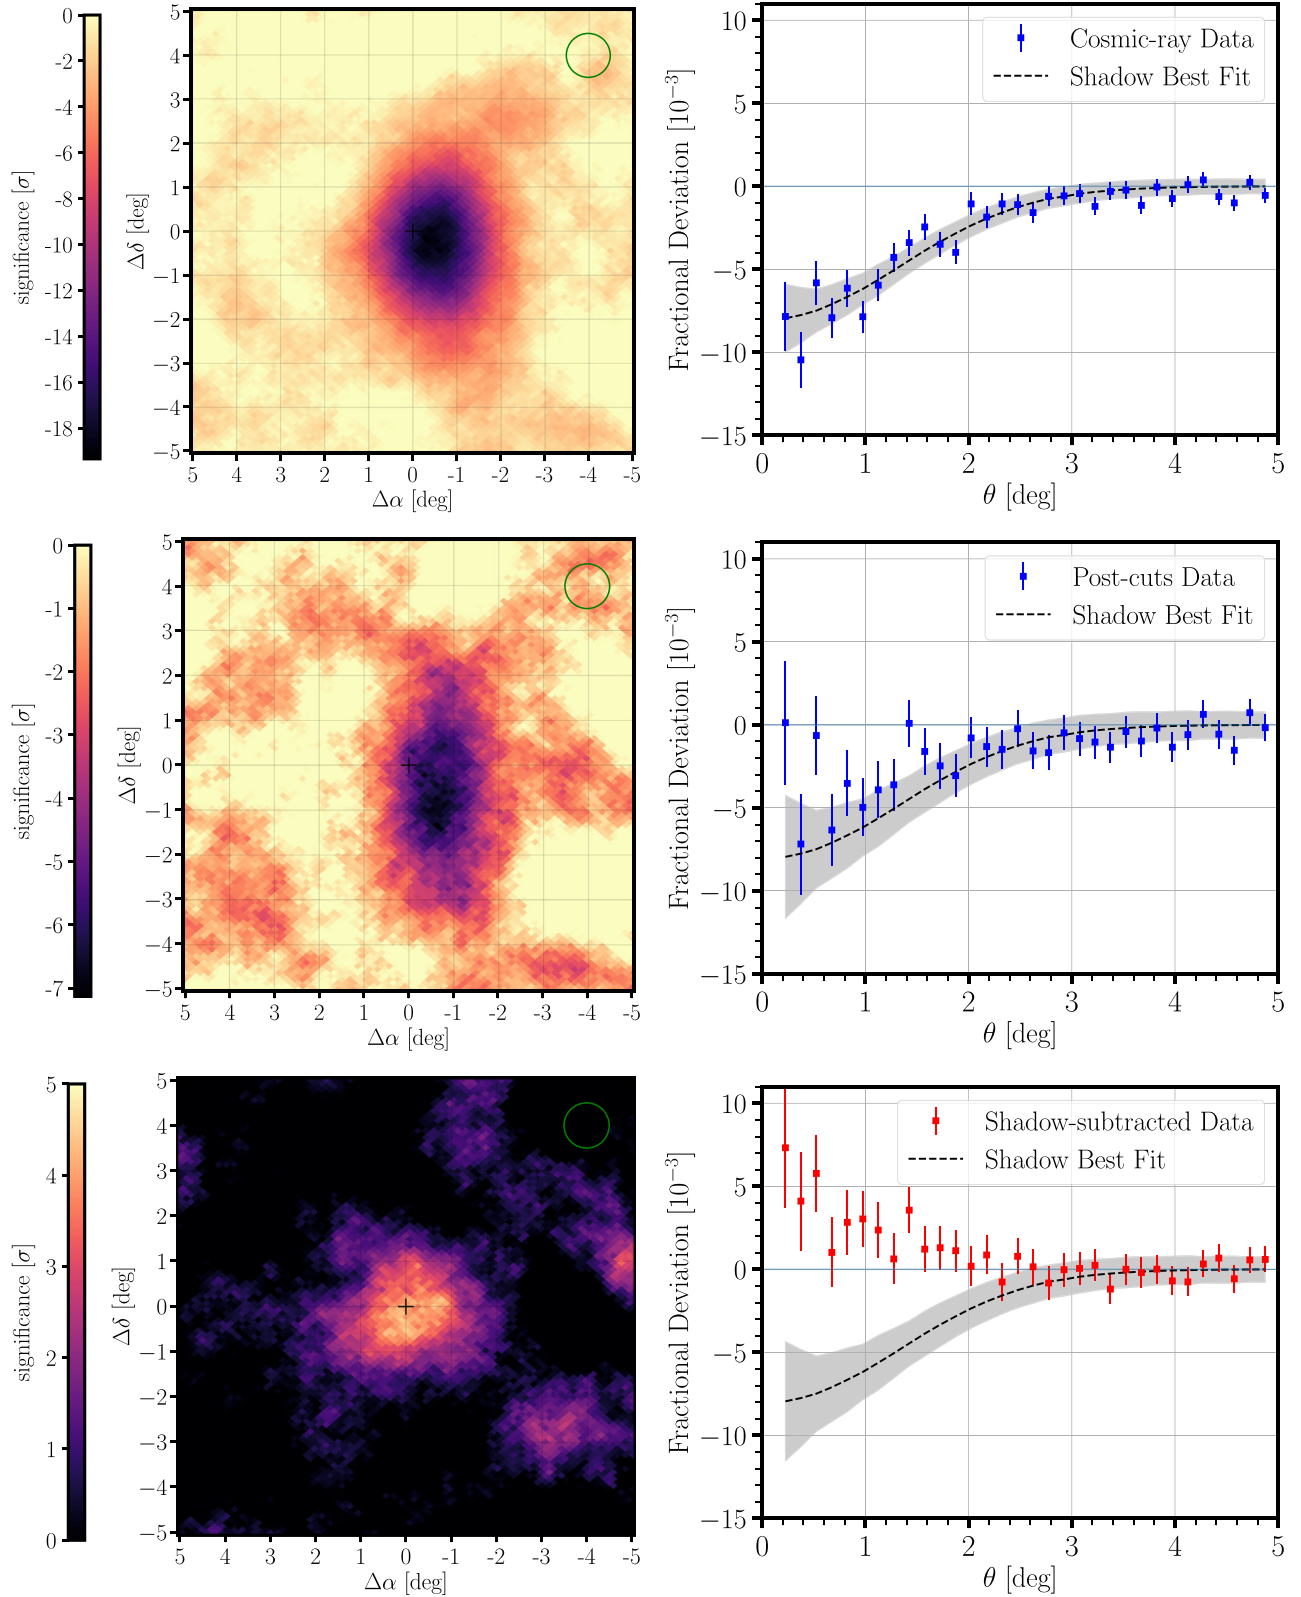 0
-2
-4
-6
-8
-10
-12
-14
-16
-18
significance [σ]
5
4
3
2
1
0
−1
−2
−3
−4
−5
Δδ [deg]
5 4 3 2 1 0 -1 -2 -3 -4 -5
Δα [deg]
10
5
0
−5
−10
−15
Fractional Deviation [10⁻³]
Cosmic-ray Data
Shadow Best Fit
0 1 2 3 4 5
θ [deg]
0
-1
-2
-3
-4
-5
-6
-7
significance [σ]
5
4
3
2
1
0
−1
−2
−3
−4
−5
Δδ [deg]
5 4 3 2 1 0 -1 -2 -3 -4 -5
Δα [deg]
10
5
0
−5
−10
−15
Fractional Deviation [10⁻³]
Post-cuts Data
Shadow Best Fit
0 1 2 3 4 5
θ [deg]
5
4
3
2
1
0
significance [σ]
5
4
3
2
1
0
−1
−2
−3
−4
−5
Δδ [deg]
5 4 3 2 1 0 -1 -2 -3 -4 -5
Δα [deg]
10
5
0
−5
−10
−15
Fractional Deviation [10⁻³]
Shadow-subtracted Data
Shadow Best Fit
0 1 2 3 4 5
θ [deg]